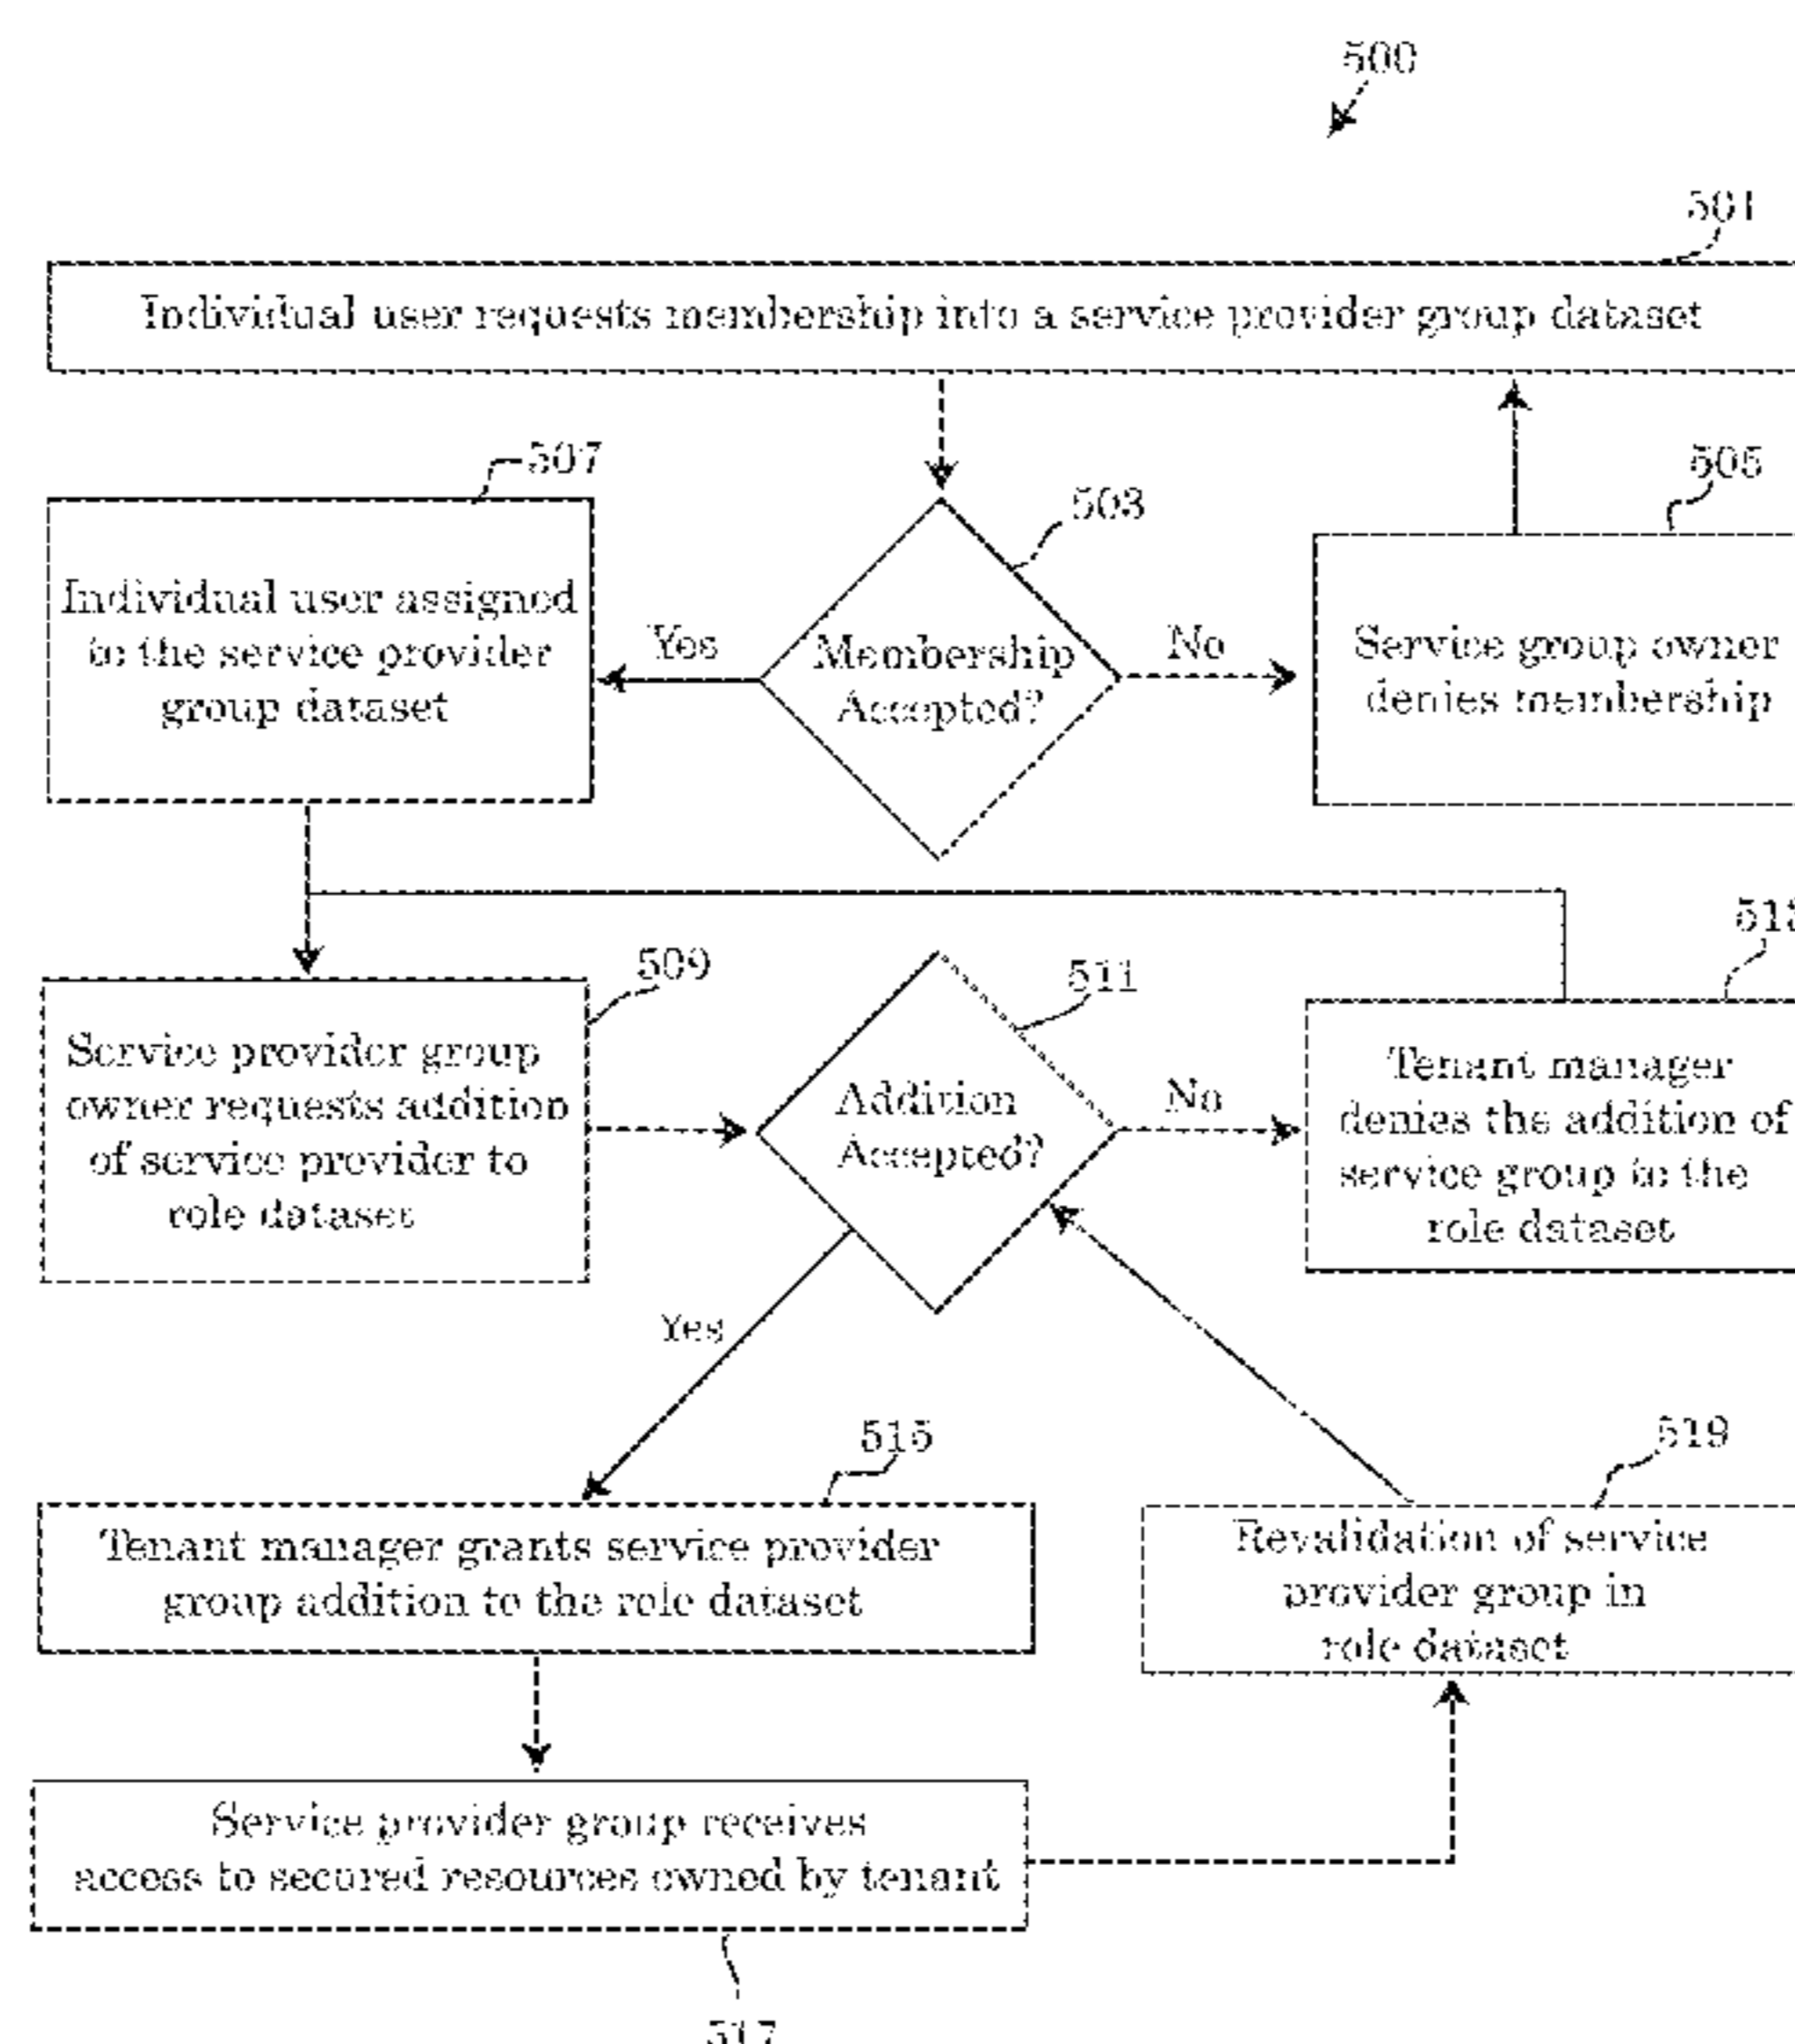 500
501
Individual user requests membership into a service provider group dataset
507
503
505
Individual user assigned
to the service provider
group dataset
Yes
Membership
Accepted?
No
Service group owner
denies membership
509
511
Service provider group
owner requests addition
of service provider to
role dataset
Addition
Accepted?
No
Tenant manager
denies the addition of
service group to the
role dataset
Yes
515
519
Tenant manager grants service provider
group addition to the role dataset
Revalidation of service
provider group in
role dataset
Service provider group receives
access to secured resources owned by tenant
517